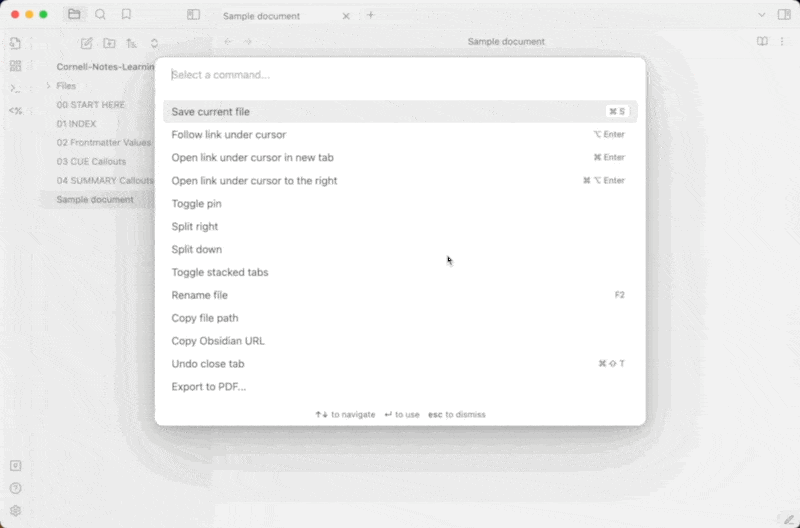 Sample document
Sample document
Cornell-Notes-Learnin
Files
00 START HERE
01 INDEX
02 Frontmatter Values
03 CUE Callouts
04 SUMMARY Callouts
Sample document
Select a command...
Save current file ⌘ S
Follow link under cursor ⌥ Enter
Open link under cursor in new tab ⌘ Enter
Open link under cursor to the right ⌘ ⌥ Enter
Toggle pin
Split right
Split down
Toggle stacked tabs
Rename file F2
Copy file path
Copy Obsidian URL
Undo close tab ⌘ ⇧ T
Export to PDF...
↑↓ to navigate ↵ to use esc to dismiss